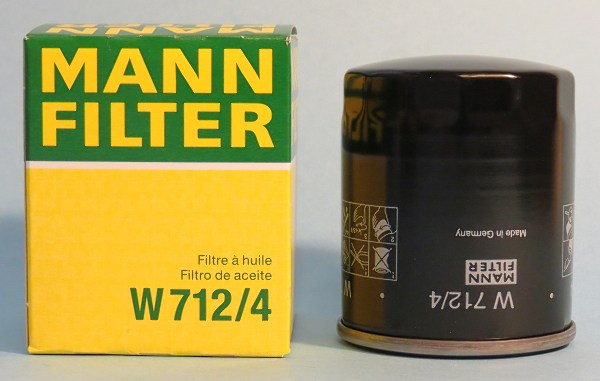 MANN
FILTER
Filtre à huile
Filtro de aceite
W 712/4
Made in Germany
MANN
FILTER
W 712/4
W